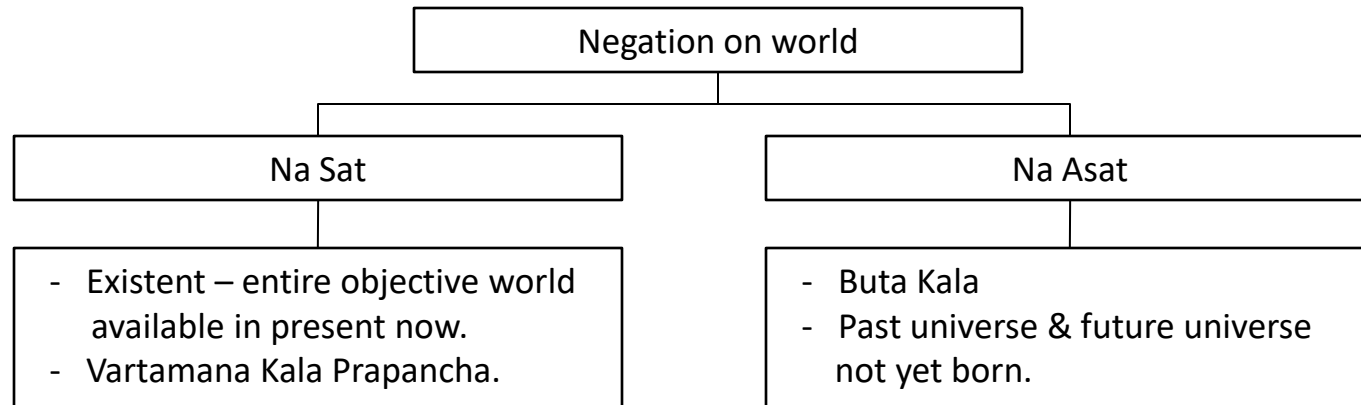 Negation on world
Na Sat
Na Asat
- Existent – entire objective world
available in present now.
- Vartamana Kala Prapancha.
- Buta Kala
- Past universe & future universe
not yet born.